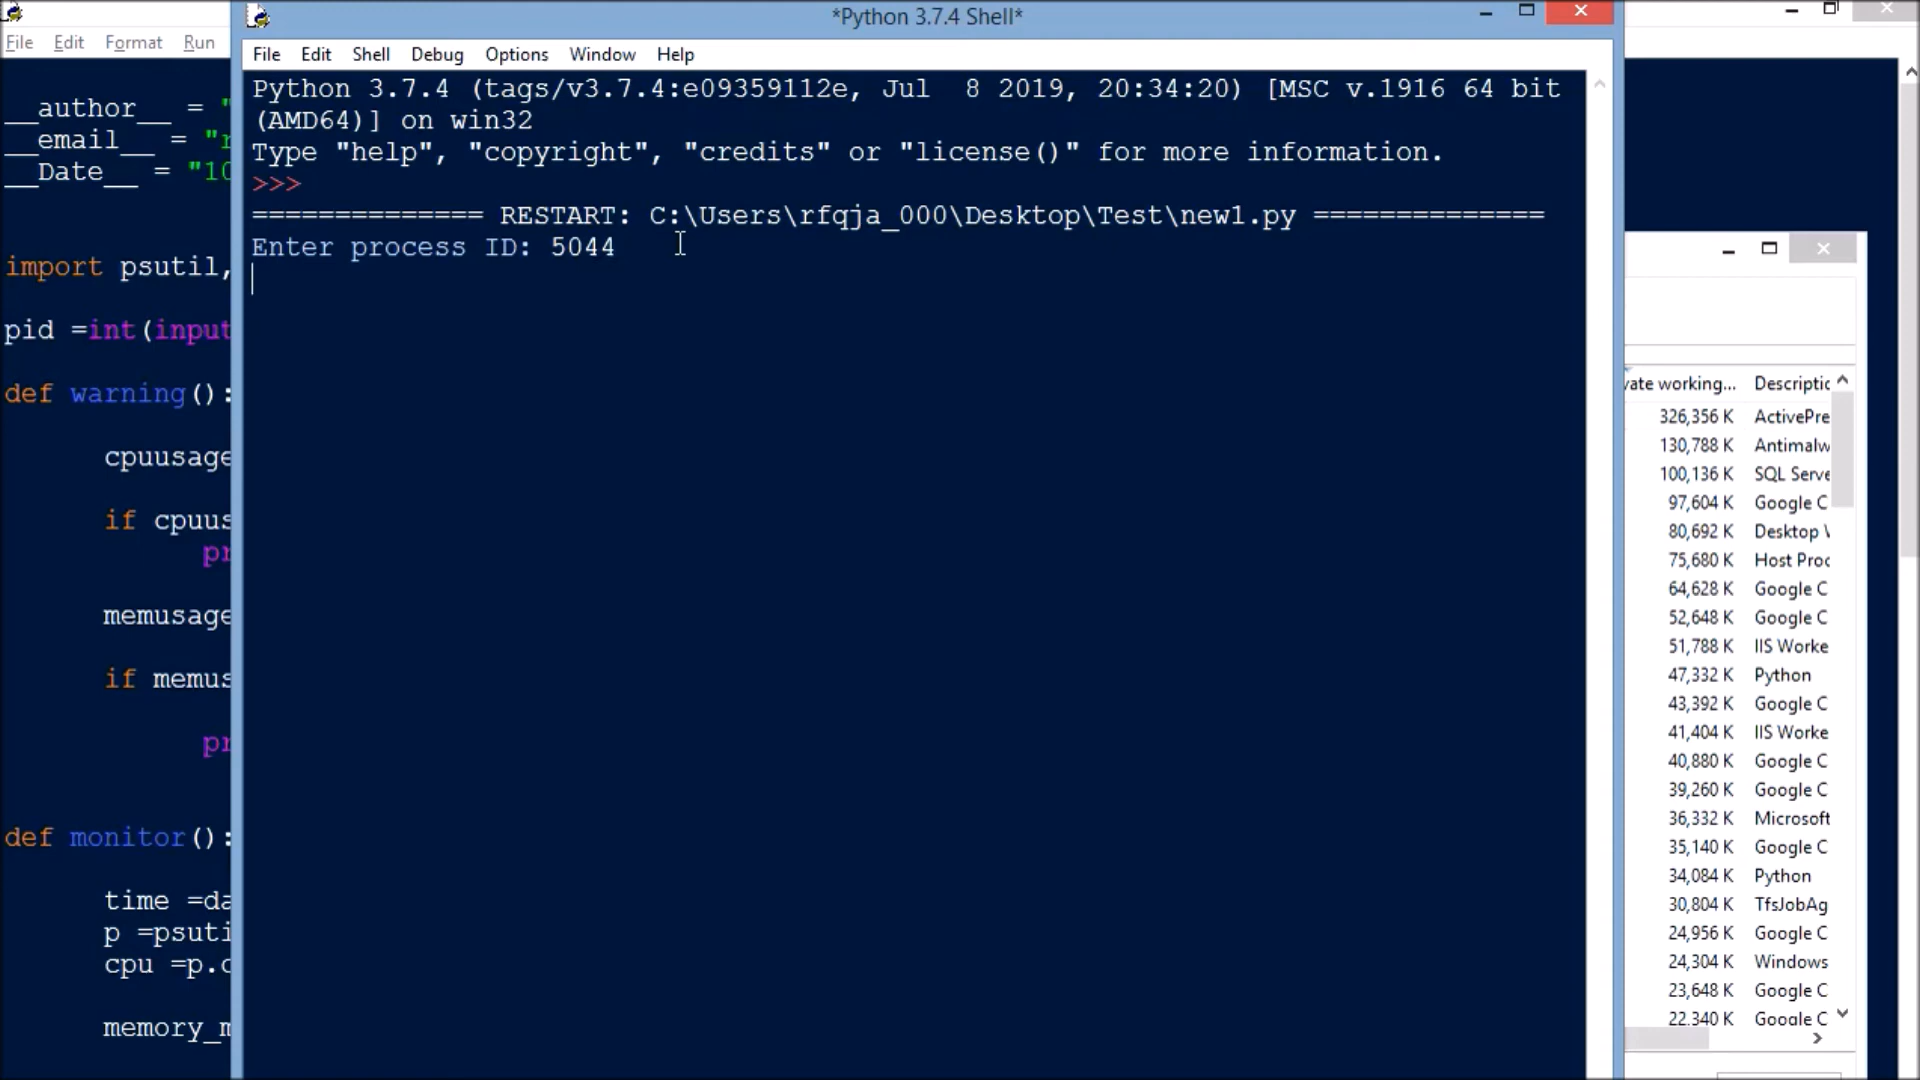 *Python 3.7.4 Shell*
File Edit Format Run
File Edit Shell Debug Options Window Help
Python 3.7.4 (tags/v3.7.4:e09359112e, Jul  8 2019, 20:34:20) [MSC v.1916 64 bit
(AMD64)] on win32
Type "help", "copyright", "credits" or "license()" for more information.
>>>
============== RESTART: C:\Users\rfqja_000\Desktop\Test\new1.py ==============
Enter process ID: 5044
__author__ = "
__email__ = "r
__Date__ = "10
import psutil,
pid =int(input
def warning():
cpuusage
if cpuus
pr
memusage
if memus
pr
def monitor():
time =da
p =psuti
cpu =p.c
memory_m
vate working... Descriptic
326,356 K ActivePre
130,788 K Antimalw
100,136 K SQL Serve
97,604 K Google C
80,692 K Desktop W
75,680 K Host Proc
64,628 K Google C
52,648 K Google C
51,788 K IIS Worke
47,332 K Python
43,392 K Google C
41,404 K IIS Worke
40,880 K Google C
39,260 K Google C
36,332 K Microsoft
35,140 K Google C
34,084 K Python
30,804 K TfsJobAg
24,956 K Google C
24,304 K Windows
23,648 K Google C
22,340 K Google C